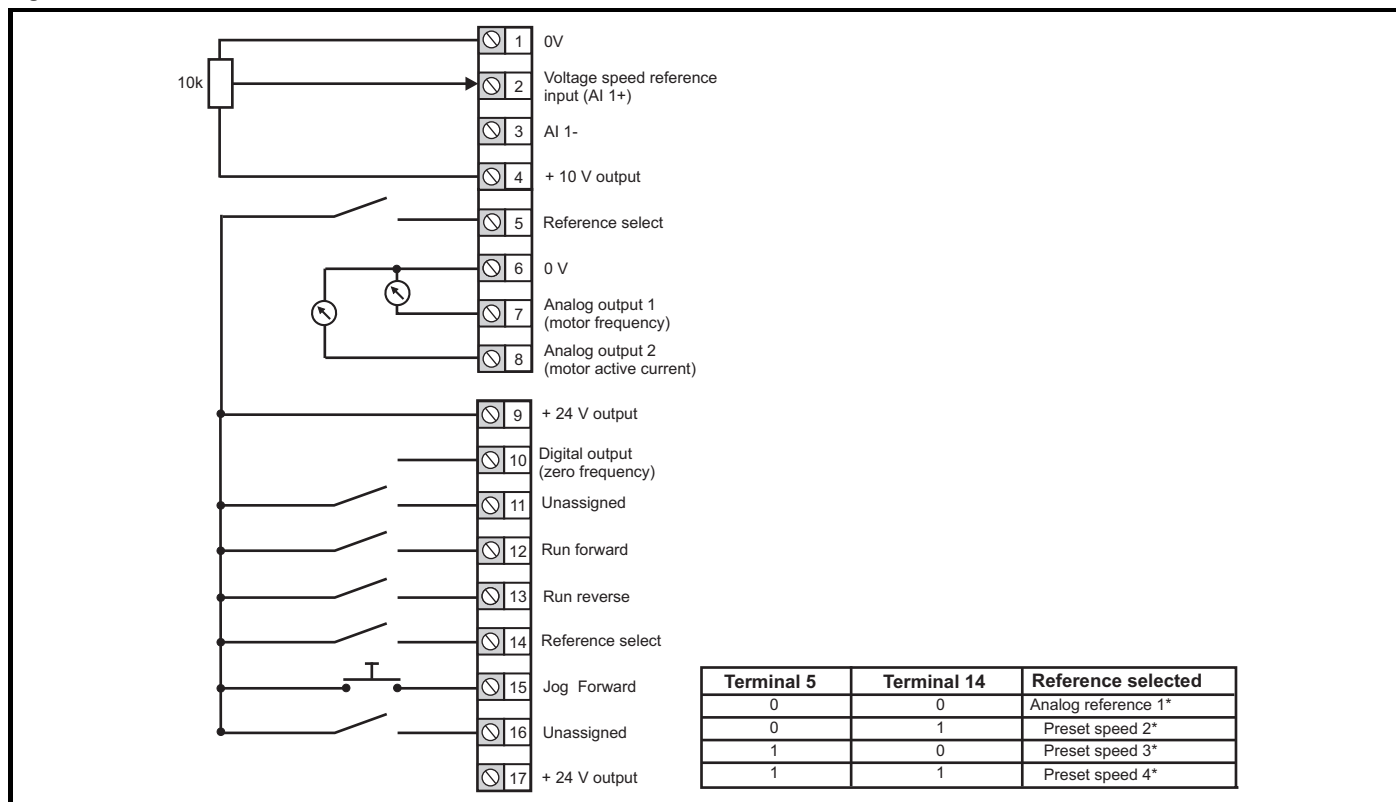 10k
1 0V
2 Voltage speed reference
input (AI 1+)
3 AI 1-
4 + 10 V output
5 Reference select
6 0 V
7 Analog output 1
(motor frequency)
8 Analog output 2
(motor active current)
9 + 24 V output
10 Digital output
(zero frequency)
11 Unassigned
12 Run forward
13 Run reverse
14 Reference select
15 Jog Forward
16 Unassigned
17 + 24 V output
Terminal 5 Terminal 14 Reference selected
0 0 Analog reference 1*
0 1 Preset speed 2*
1 0 Preset speed 3*
1 1 Preset speed 4*